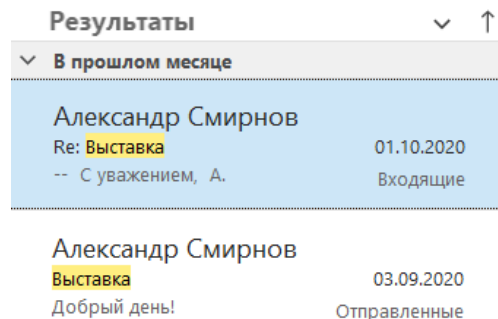 Результаты
В прошлом месяце
Александр Смирнов
Re: Выставка 01.10.2020
-- С уважением, А. Входящие
Александр Смирнов
Выставка 03.09.2020
Добрый день! Отправленные